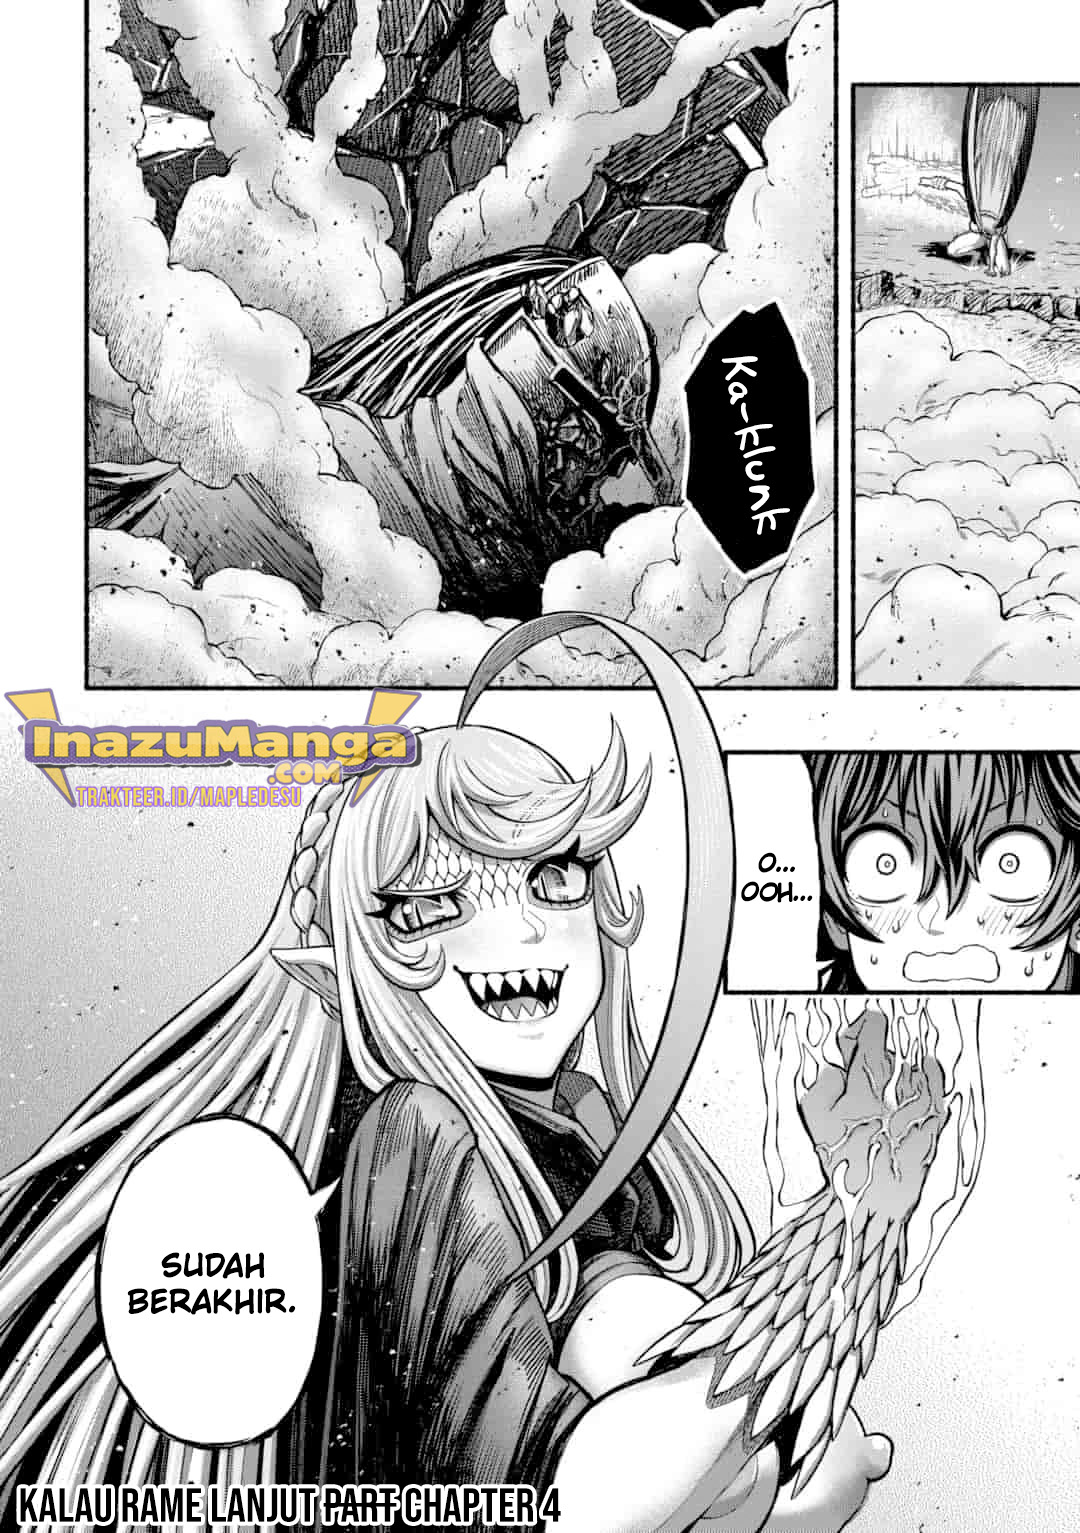 Ka-klunk
INAZUMANGA
.COM
TRAKTEER.ID/MAPLEDESU
O...
OOH...
SUDAH
BERAKHIR.
KALAU RAME LANJUT PART CHAPTER 4